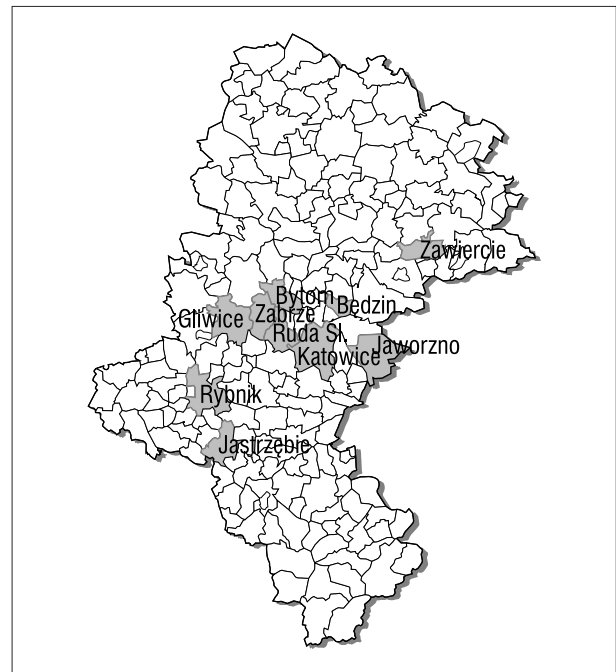 Zawiercie
Bytom
Będzin
Gliwice
Zabrze
Ruda Śl.
Katowice
Jaworzno
Rybnik
Jastrzębie